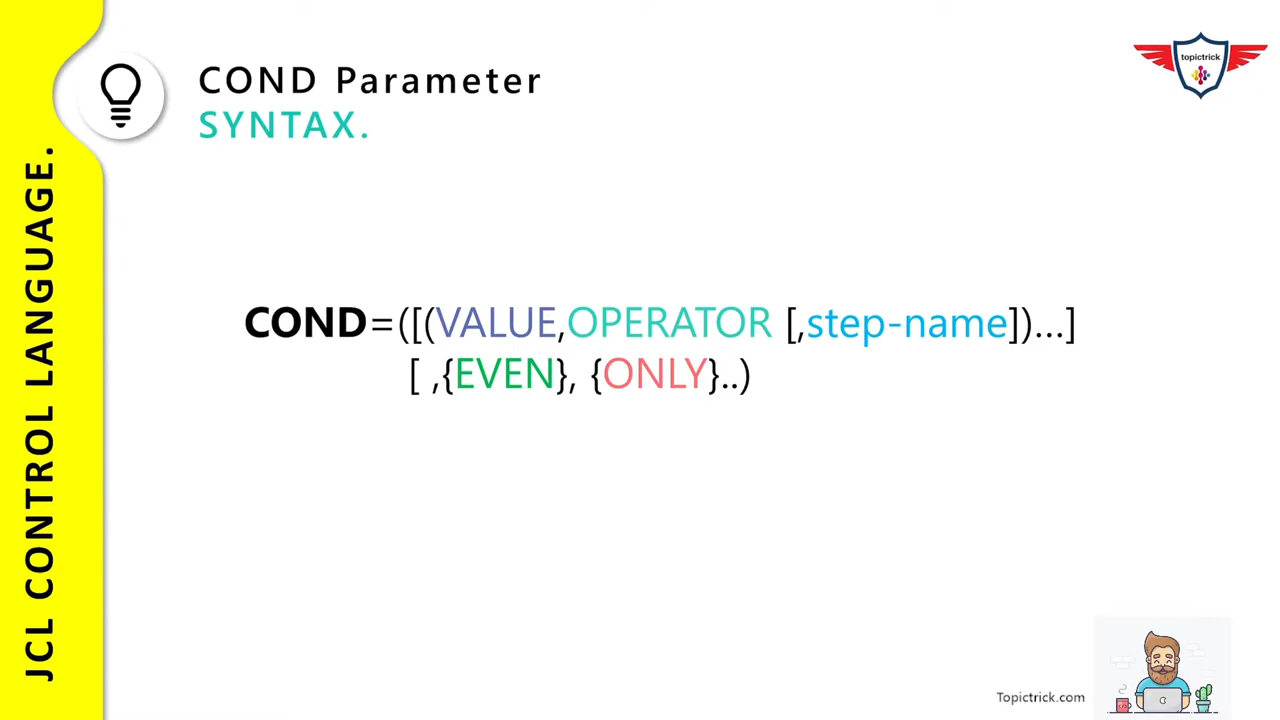 JCL CONTROL LANGUAGE.
COND Parameter
SYNTAX.
topictrick
COND=([(VALUE,OPERATOR [,step-name])...]
[ ,{EVEN}, {ONLY}..)
Topictrick.com